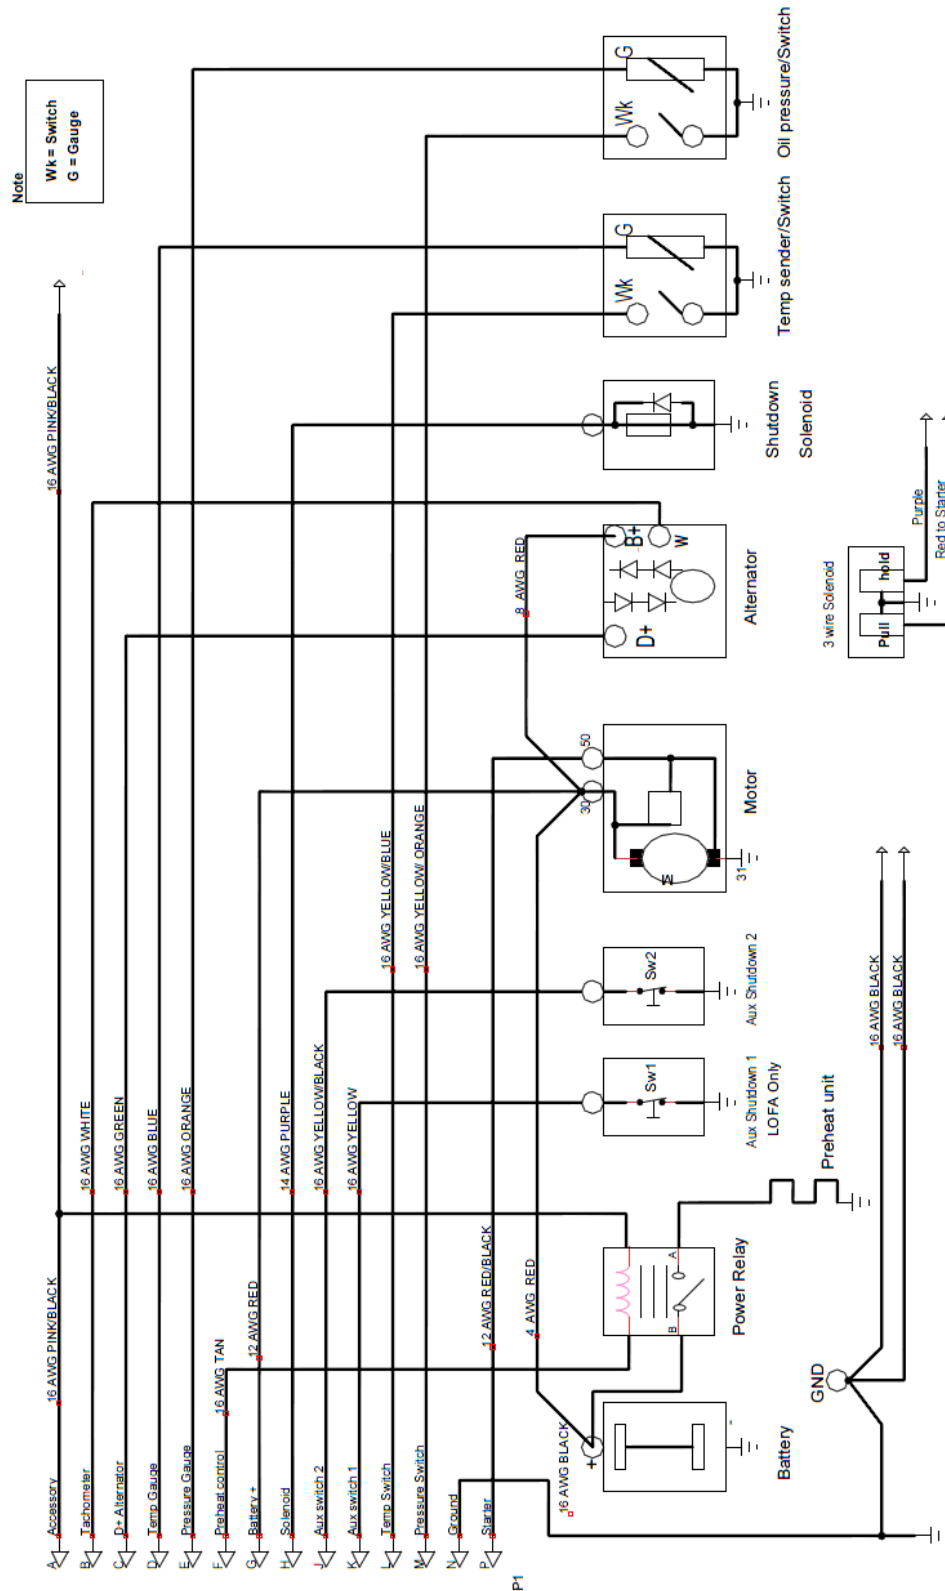 Note
Wk = Switch
G = Gauge
A
Accessory
16 AWG PINK/BLACK
16 AWG PINK/BLACK
B
Tachometer
16 AWG WHITE
C
D+ Alternator
16 AWG GREEN
D
Temp Gauge
16 AWG BLUE
E
Pressure Gauge
16 AWG ORANGE
F
Preheat control
16 AWG TAN
G
Battery +
12 AWG RED
H
Solenoid
14 AWG PURPLE
J
Aux switch 2
16 AWG YELLOW/BLACK
K
Aux switch 1
16 AWG YELLOW
L
Temp Switch
16 AWG YELLOW/BLUE
M
Pressure Switch
16 AWG YELLOW/ ORANGE
N
Ground
16 AWG BLACK
P
Starter
12 AWG RED/BLACK
P1
4 AWG RED
8 AWG RED
+
-
Battery
B
A
Power Relay
Preheat unit
Sw1
Aux Shutdown 1
LOFA Only
Sw2
Aux Shutdown 2
30
50
M
31
Motor
D+
B+
W
Alternator
Shutdown
Solenoid
Wk
G
Temp sender/Switch
Wk
G
Oil pressure/Switch
3 wire Solenoid
Pull
hold
Purple
Red to Starter
GND
16 AWG BLACK
16 AWG BLACK